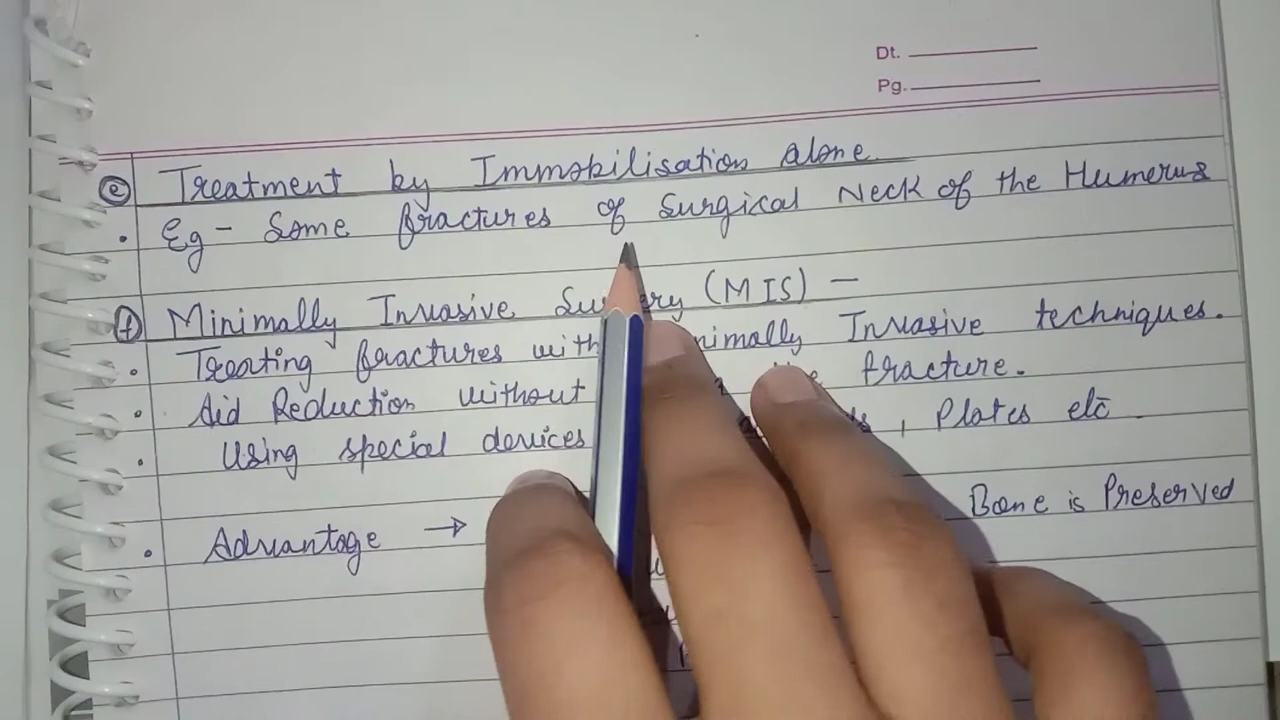 Dt.
Pg.
(e) Treatment by Immobilisation Alone
. Eg - Some fractures of Surgical Neck of the Humerus
(f) Minimally Invasive (MIS) -
. Treating fractures with Invasive techniques.
. Aid Reduction without fracture.
. Using special devices , Plates etc
. Advantage → Bone is Preserved